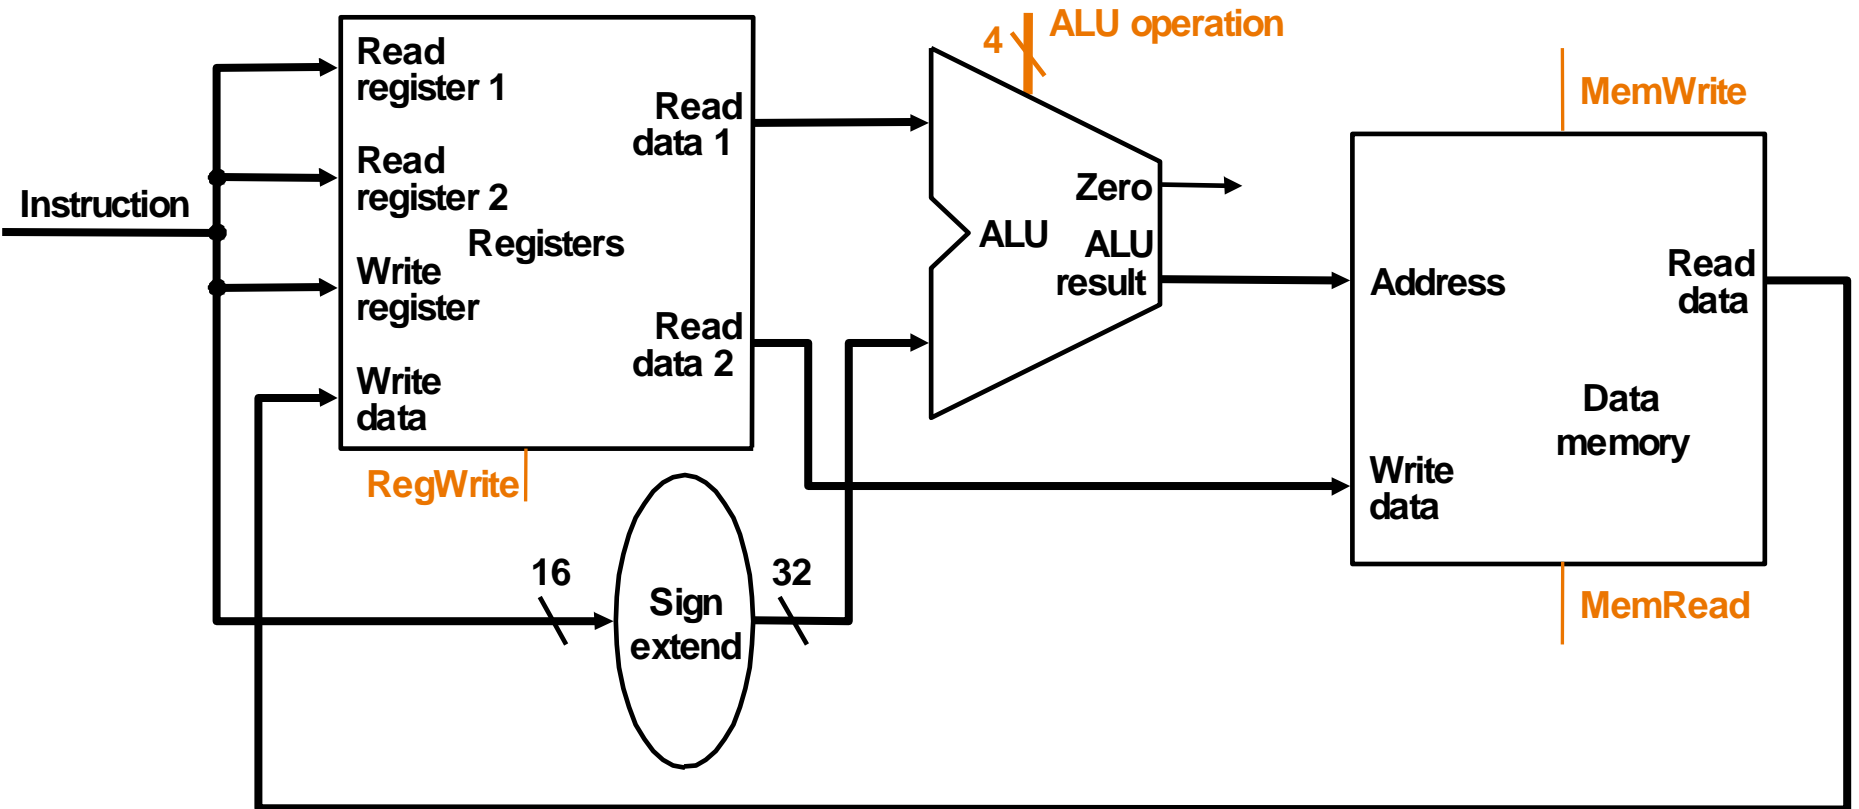 Instruction
Read
register 1
Read
register 2
Registers
Write
register
Write
data
Read
data 1
Read
data 2
RegWrite
16
Sign
extend
32
4
ALU operation
Zero
ALU
ALU
result
MemWrite
Address
Read
data
Data
memory
Write
data
MemRead